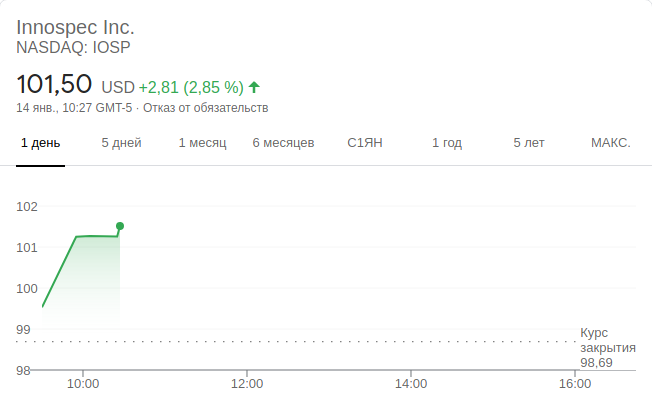 Innospec Inc.
NASDAQ: IOSP
101,50 USD +2,81 (2,85 %)
14 янв., 10:27 GMT-5 · Отказ от обязательств
1 день 5 дней 1 месяц 6 месяцев С1ЯН 1 год 5 лет МАКС.
102
101
100
99
98
Курс
закрытия
98,69
10:00 12:00 14:00 16:00